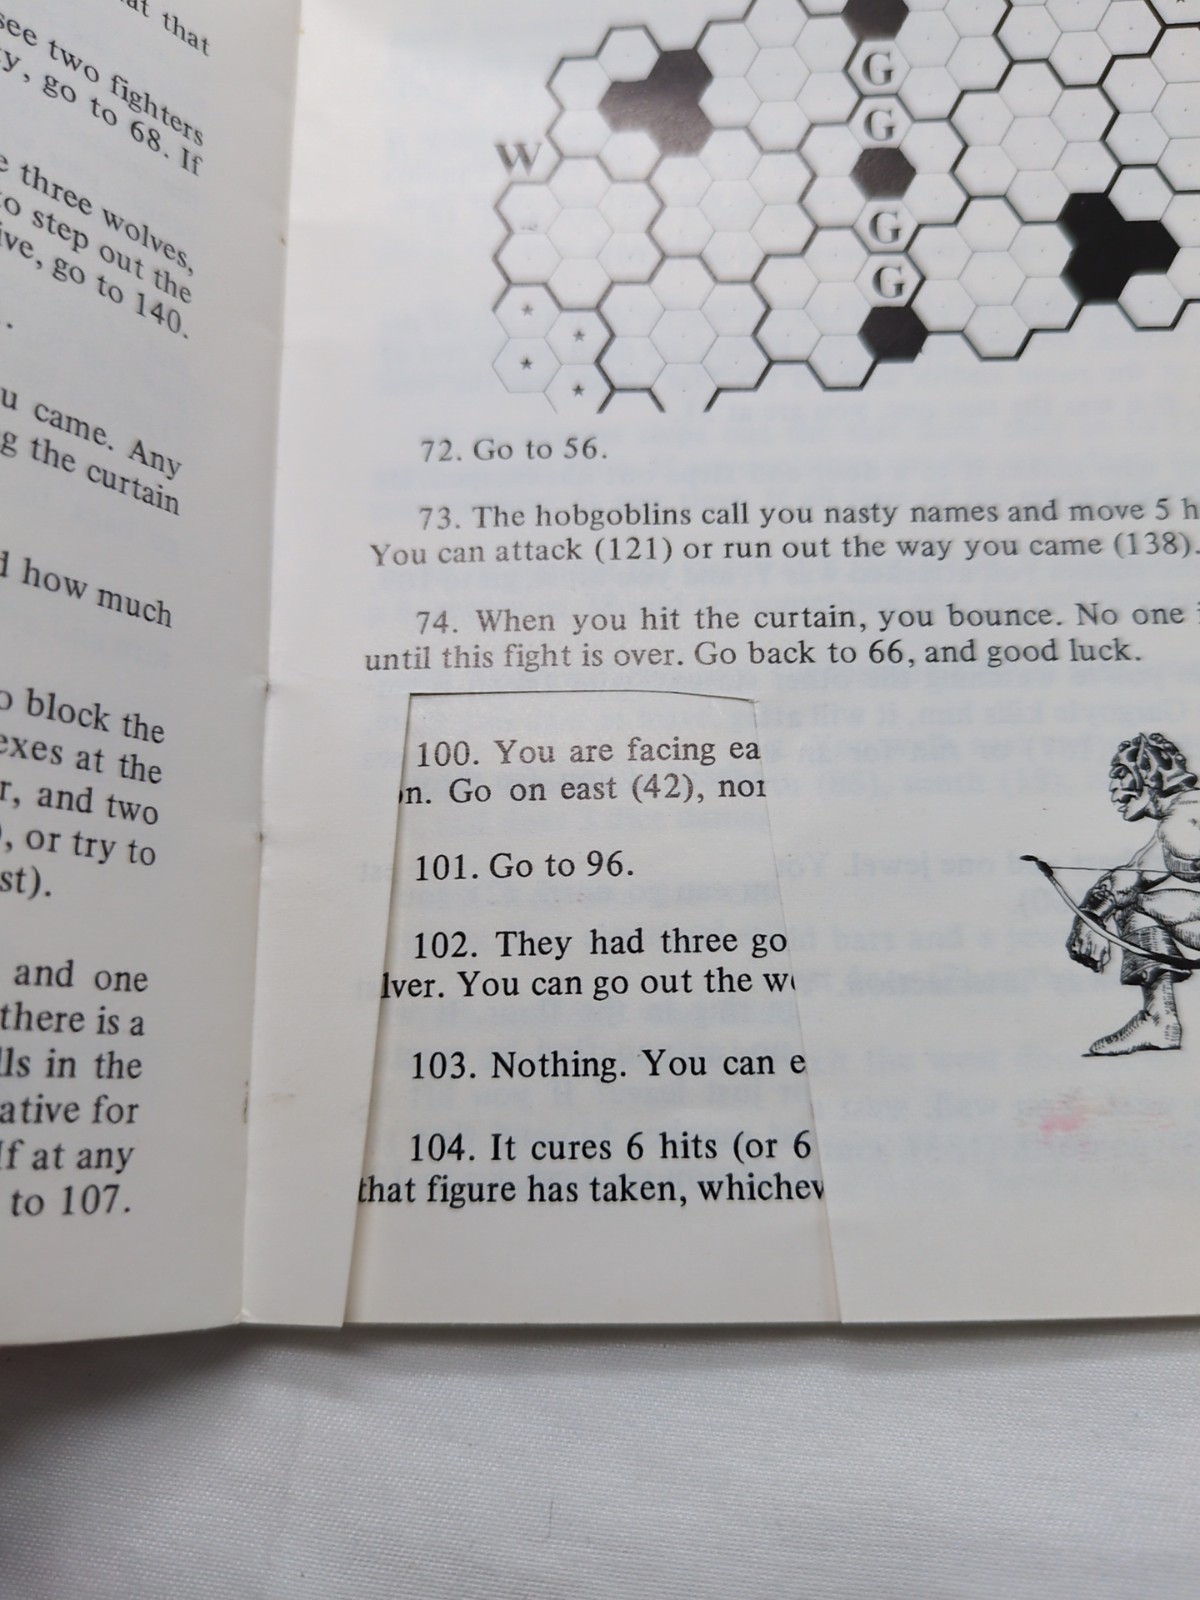 that
see two fighters
go to 68. If
three wolves,
to step out the
go to 140.
came. Any
the curtain
how much
block the
at the
and two
, or try to
and one
there is a
in the
for
at any
to 107.
W
G
G
G
G
72. Go to 56.
73. The hobgoblins call you nasty names and move 5 h
You can attack (121) or run out the way you came (138).
74. When you hit the curtain, you bounce. No one
until this fight is over. Go back to 66, and good luck.
100. You are facing ea
n. Go on east (42), nor
101. Go to 96.
102. They had three go
lver. You can go out the w
103. Nothing. You can e
104. It cures 6 hits (or 6
that figure has taken, whichev